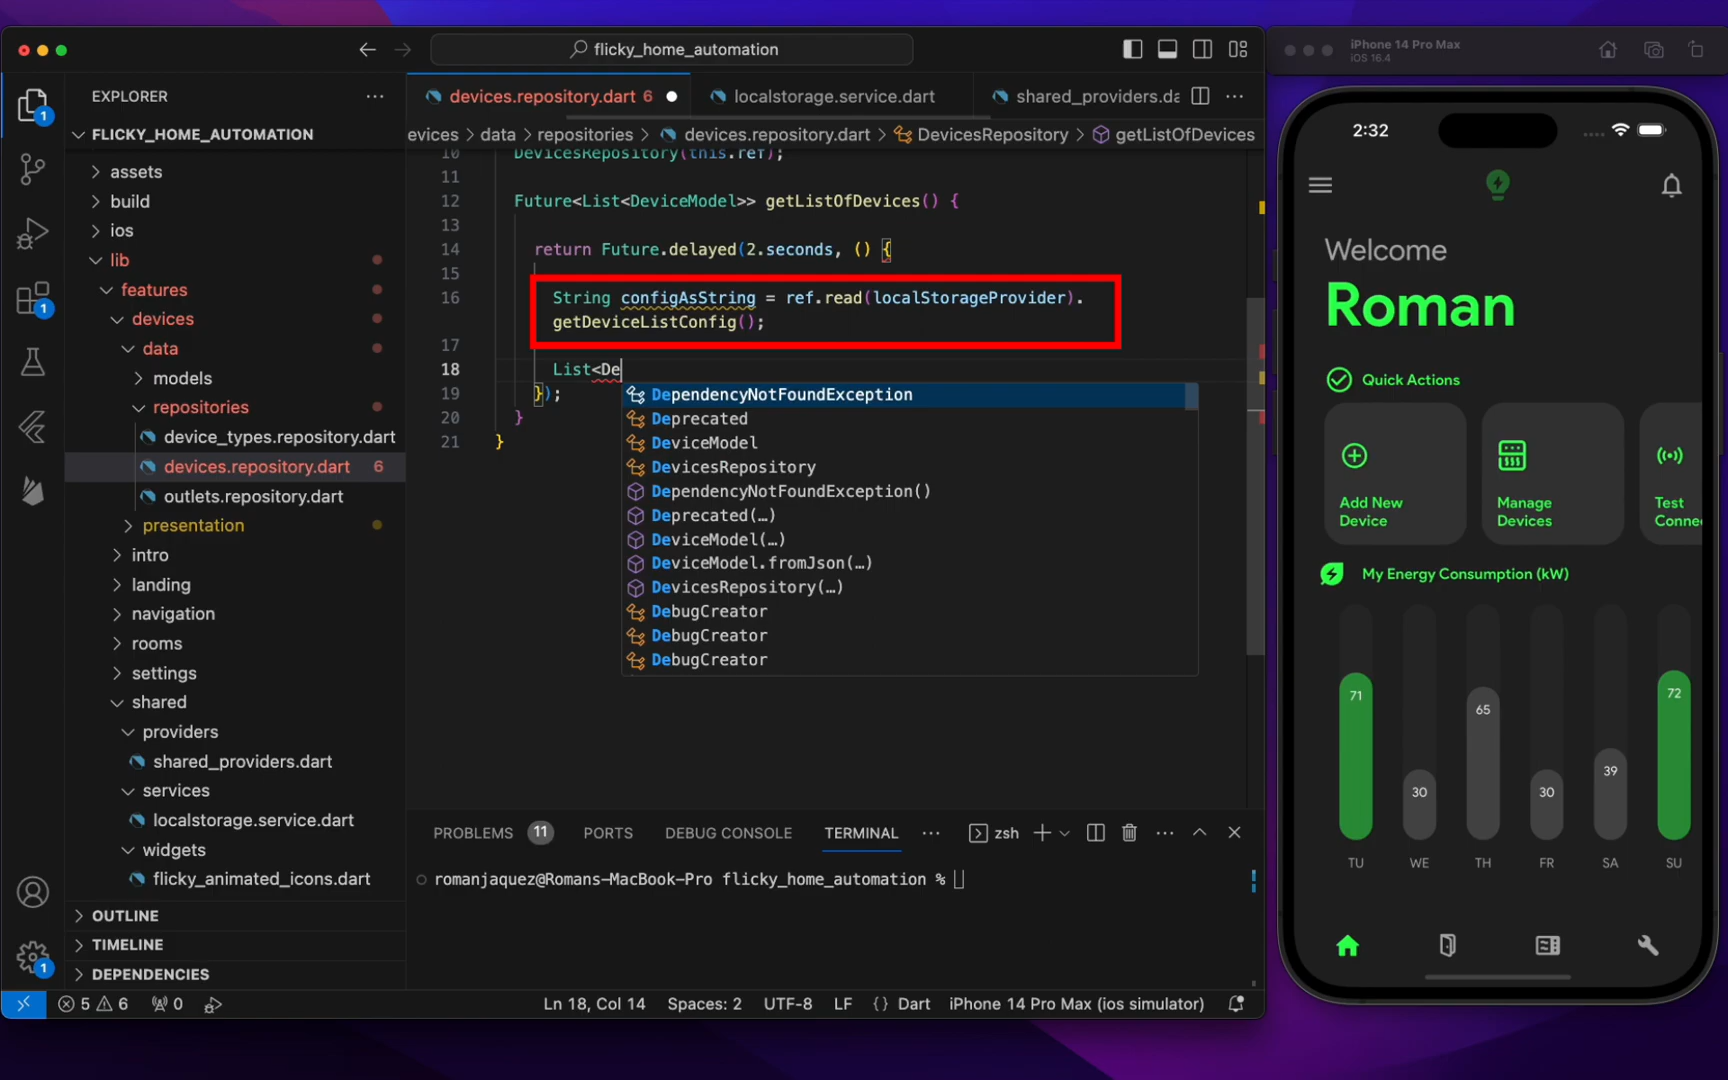 flicky_home_automation
EXPLORER
devices.repository.dart 6
localstorage.service.dart
shared_providers.da
FLICKY_HOME_AUTOMATION
evices > data > repositories > devices.repository.dart > DevicesRepository > getListOfDevices
assets
build
ios
lib
features
devices
data
models
repositories
device_types.repository.dart
devices.repository.dart 6
outlets.repository.dart
presentation
intro
landing
navigation
rooms
settings
shared
providers
shared_providers.dart
services
localstorage.service.dart
widgets
flicky_animated_icons.dart
OUTLINE
TIMELINE
DEPENDENCIES
1
1
1
10 DevicesRepository(this.ref);
11
12 Future<List<DeviceModel>> getListOfDevices() {
13
14 return Future.delayed(2.seconds, () {
15
16 String configAsString = ref.read(localStorageProvider).
getDeviceListConfig();
17
18 List<De
19 });
20 }
21 }
DependencyNotFoundException
Deprecated
DeviceModel
DevicesRepository
DependencyNotFoundException()
Deprecated(…)
DeviceModel(…)
DeviceModel.fromJson(…)
DevicesRepository(…)
DebugCreator
DebugCreator
DebugCreator
PROBLEMS 11 PORTS DEBUG CONSOLE TERMINAL zsh
romanjaquez@Romans-MacBook-Pro flicky_home_automation %
5 6 0 Ln 18, Col 14 Spaces: 2 UTF-8 LF {} Dart iPhone 14 Pro Max (ios simulator)
iPhone 14 Pro Max
iOS 16.4
2:32
Welcome
Roman
Quick Actions
Add New
Device
Manage
Devices
Test
Conne
My Energy Consumption (kW)
71 30 65 30 39 72
TU WE TH FR SA SU